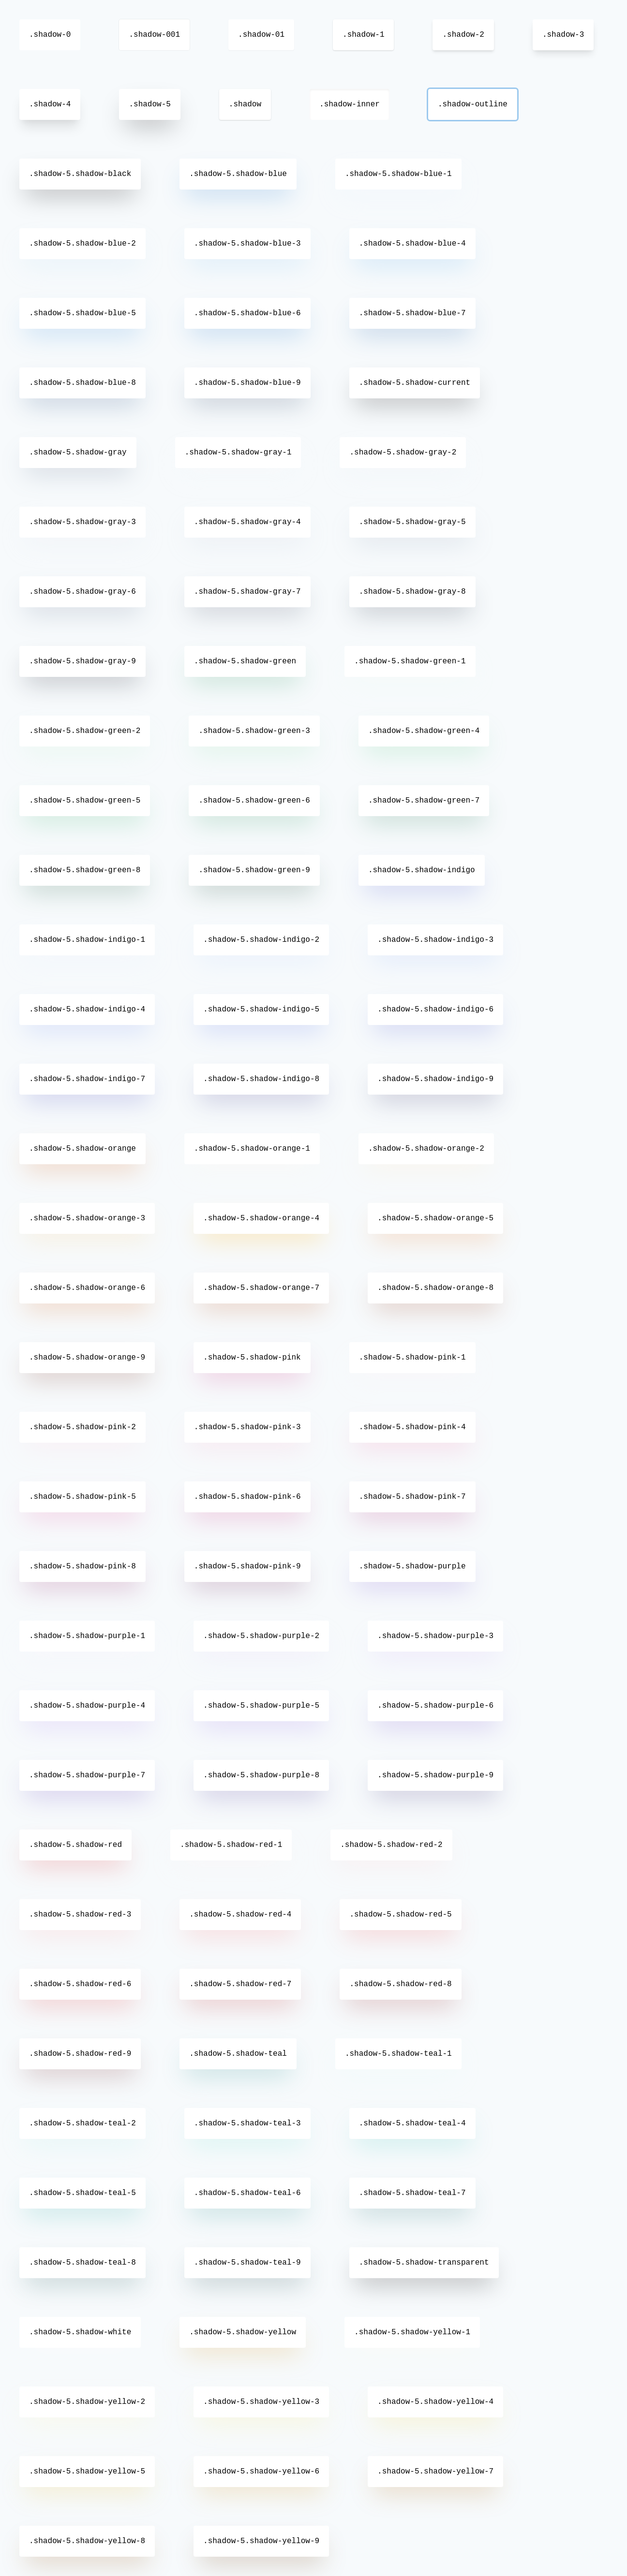 .shadow-0 .shadow-001 .shadow-01 .shadow-1 .shadow-2 .shadow-3
.shadow-4 .shadow-5 .shadow .shadow-inner .shadow-outline
.shadow-5.shadow-black .shadow-5.shadow-blue .shadow-5.shadow-blue-1
.shadow-5.shadow-blue-2 .shadow-5.shadow-blue-3 .shadow-5.shadow-blue-4
.shadow-5.shadow-blue-5 .shadow-5.shadow-blue-6 .shadow-5.shadow-blue-7
.shadow-5.shadow-blue-8 .shadow-5.shadow-blue-9 .shadow-5.shadow-current
.shadow-5.shadow-gray .shadow-5.shadow-gray-1 .shadow-5.shadow-gray-2
.shadow-5.shadow-gray-3 .shadow-5.shadow-gray-4 .shadow-5.shadow-gray-5
.shadow-5.shadow-gray-6 .shadow-5.shadow-gray-7 .shadow-5.shadow-gray-8
.shadow-5.shadow-gray-9 .shadow-5.shadow-green .shadow-5.shadow-green-1
.shadow-5.shadow-green-2 .shadow-5.shadow-green-3 .shadow-5.shadow-green-4
.shadow-5.shadow-green-5 .shadow-5.shadow-green-6 .shadow-5.shadow-green-7
.shadow-5.shadow-green-8 .shadow-5.shadow-green-9 .shadow-5.shadow-indigo
.shadow-5.shadow-indigo-1 .shadow-5.shadow-indigo-2 .shadow-5.shadow-indigo-3
.shadow-5.shadow-indigo-4 .shadow-5.shadow-indigo-5 .shadow-5.shadow-indigo-6
.shadow-5.shadow-indigo-7 .shadow-5.shadow-indigo-8 .shadow-5.shadow-indigo-9
.shadow-5.shadow-orange .shadow-5.shadow-orange-1 .shadow-5.shadow-orange-2
.shadow-5.shadow-orange-3 .shadow-5.shadow-orange-4 .shadow-5.shadow-orange-5
.shadow-5.shadow-orange-6 .shadow-5.shadow-orange-7 .shadow-5.shadow-orange-8
.shadow-5.shadow-orange-9 .shadow-5.shadow-pink .shadow-5.shadow-pink-1
.shadow-5.shadow-pink-2 .shadow-5.shadow-pink-3 .shadow-5.shadow-pink-4
.shadow-5.shadow-pink-5 .shadow-5.shadow-pink-6 .shadow-5.shadow-pink-7
.shadow-5.shadow-pink-8 .shadow-5.shadow-pink-9 .shadow-5.shadow-purple
.shadow-5.shadow-purple-1 .shadow-5.shadow-purple-2 .shadow-5.shadow-purple-3
.shadow-5.shadow-purple-4 .shadow-5.shadow-purple-5 .shadow-5.shadow-purple-6
.shadow-5.shadow-purple-7 .shadow-5.shadow-purple-8 .shadow-5.shadow-purple-9
.shadow-5.shadow-red .shadow-5.shadow-red-1 .shadow-5.shadow-red-2
.shadow-5.shadow-red-3 .shadow-5.shadow-red-4 .shadow-5.shadow-red-5
.shadow-5.shadow-red-6 .shadow-5.shadow-red-7 .shadow-5.shadow-red-8
.shadow-5.shadow-red-9 .shadow-5.shadow-teal .shadow-5.shadow-teal-1
.shadow-5.shadow-teal-2 .shadow-5.shadow-teal-3 .shadow-5.shadow-teal-4
.shadow-5.shadow-teal-5 .shadow-5.shadow-teal-6 .shadow-5.shadow-teal-7
.shadow-5.shadow-teal-8 .shadow-5.shadow-teal-9 .shadow-5.shadow-transparent
.shadow-5.shadow-white .shadow-5.shadow-yellow .shadow-5.shadow-yellow-1
.shadow-5.shadow-yellow-2 .shadow-5.shadow-yellow-3 .shadow-5.shadow-yellow-4
.shadow-5.shadow-yellow-5 .shadow-5.shadow-yellow-6 .shadow-5.shadow-yellow-7
.shadow-5.shadow-yellow-8 .shadow-5.shadow-yellow-9